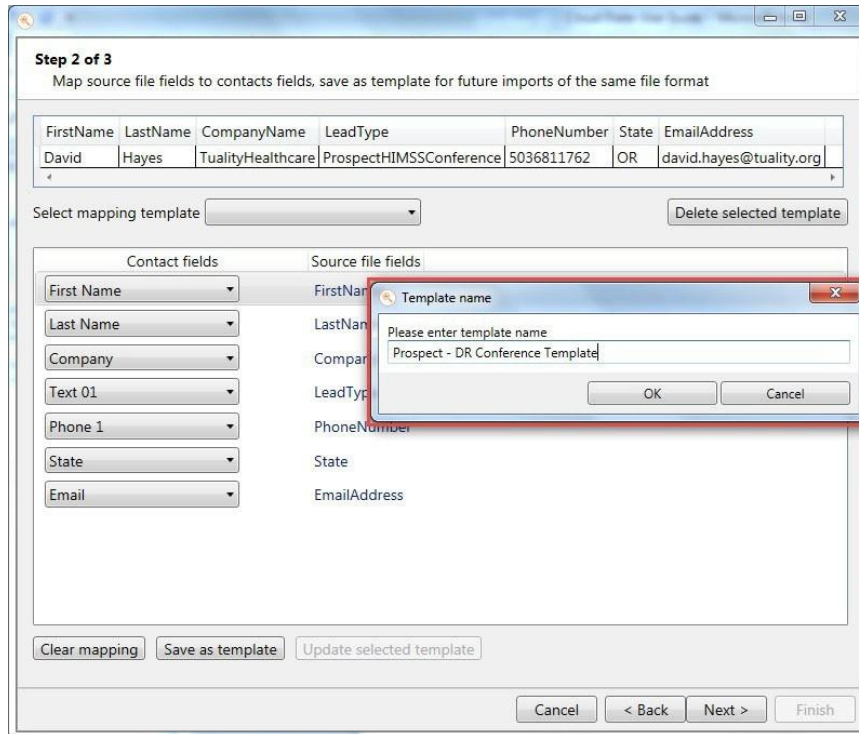 Step 2 of 3
Map source file fields to contacts fields, save as template for future imports of the same file format
FirstName LastName CompanyName LeadType PhoneNumber State EmailAddress
David Hayes TualityHealthcare ProspectHIMSSConference 5036811762 OR david.hayes@tuality.org
Select mapping template Delete selected template
Contact fields Source file fields
First Name FirstNam
Template name
Last Name LastNam
Please enter template name
Prospect - DR Conference Template
Company Compan
Text 01 LeadTyp
OK Cancel
Phone 1 PhoneNumber
State State
Email EmailAddress
Clear mapping Save as template Update selected template
Cancel < Back Next > Finish